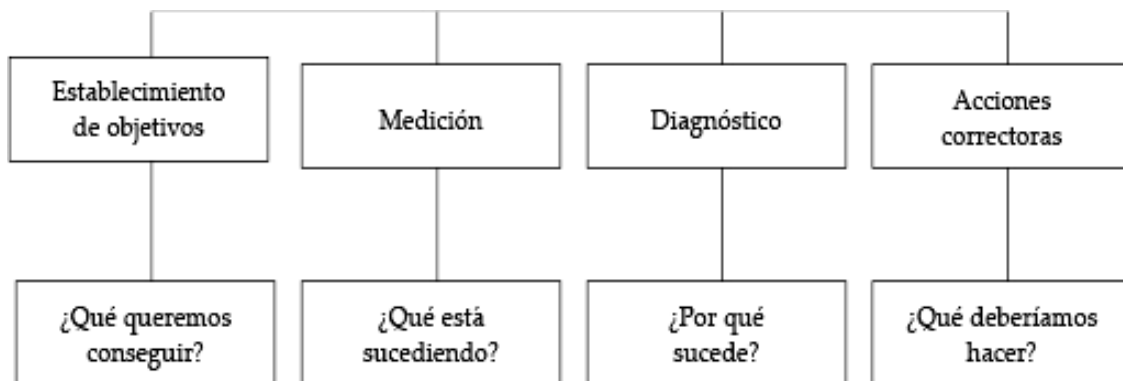 Establecimiento
de objetivos
Medición
Diagnóstico
Acciones
correctoras
¿Qué queremos
conseguir?
¿Qué está
sucediendo?
¿Por qué
sucede?
¿Qué deberíamos
hacer?